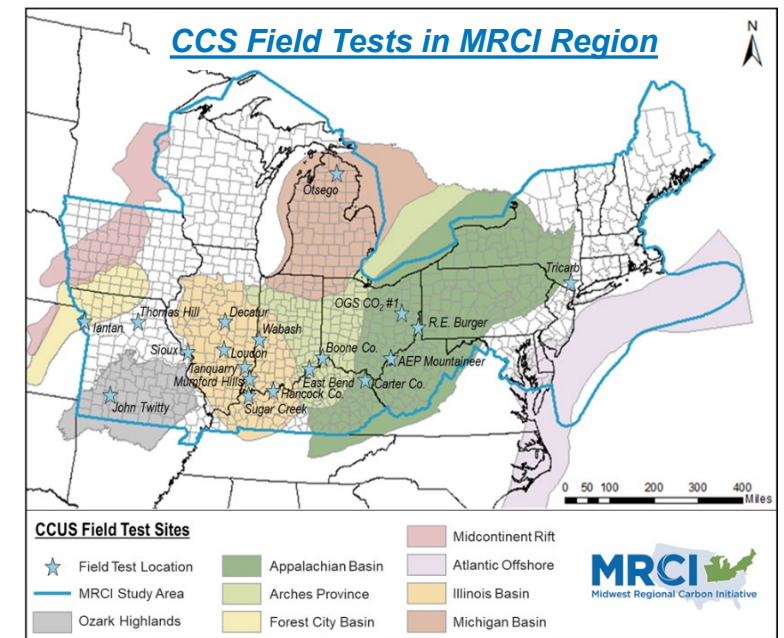 CCS Field Tests in MRCI Region
N
Otsego
Tricarb
OGS CO₂ #1
R.E. Burger
Thomas Hill
Decatur
Iantan
Wabash
Sioux
Loudon
Boone Co.
AEP Mountaineer
Tanquarry
Mumford Hills
East Bend
Carter Co.
Hancock Co.
John Twitty
Sugar Creek
0 50 100 200 300 400
Miles
CCUS Field Test Sites
Field Test Location
MRCI Study Area
Ozark Highlands
Appalachian Basin
Arches Province
Forest City Basin
Midcontinent Rift
Atlantic Offshore
Illinois Basin
Michigan Basin
MRCI
Midwest Regional Carbon Initiative